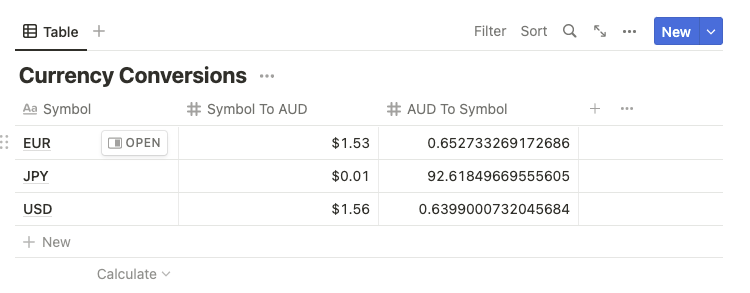 Table
Filter Sort New
Currency Conversions
Aa Symbol Symbol To AUD AUD To Symbol
EUR OPEN $1.53 0.652733269172686
JPY $0.01 92.61849669555605
USD $1.56 0.6399000732045684
New
Calculate